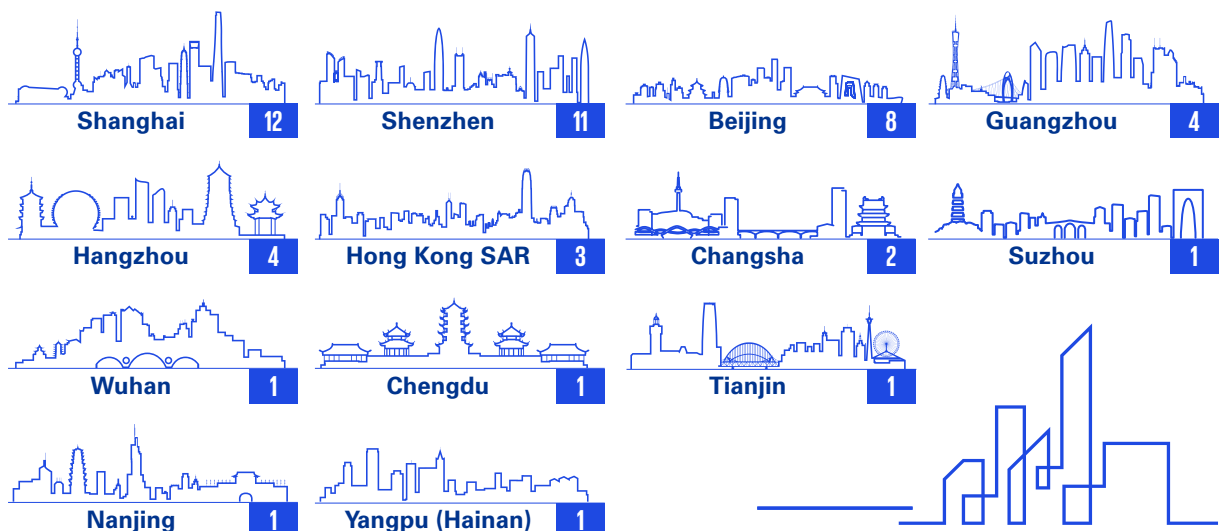 Shanghai 12
Shenzhen 11
Beijing 8
Guangzhou 4
Hangzhou 4
Hong Kong SAR 3
Changsha 2
Suzhou 1
Wuhan 1
Chengdu 1
Tianjin 1
Nanjing 1
Yangpu (Hainan) 1